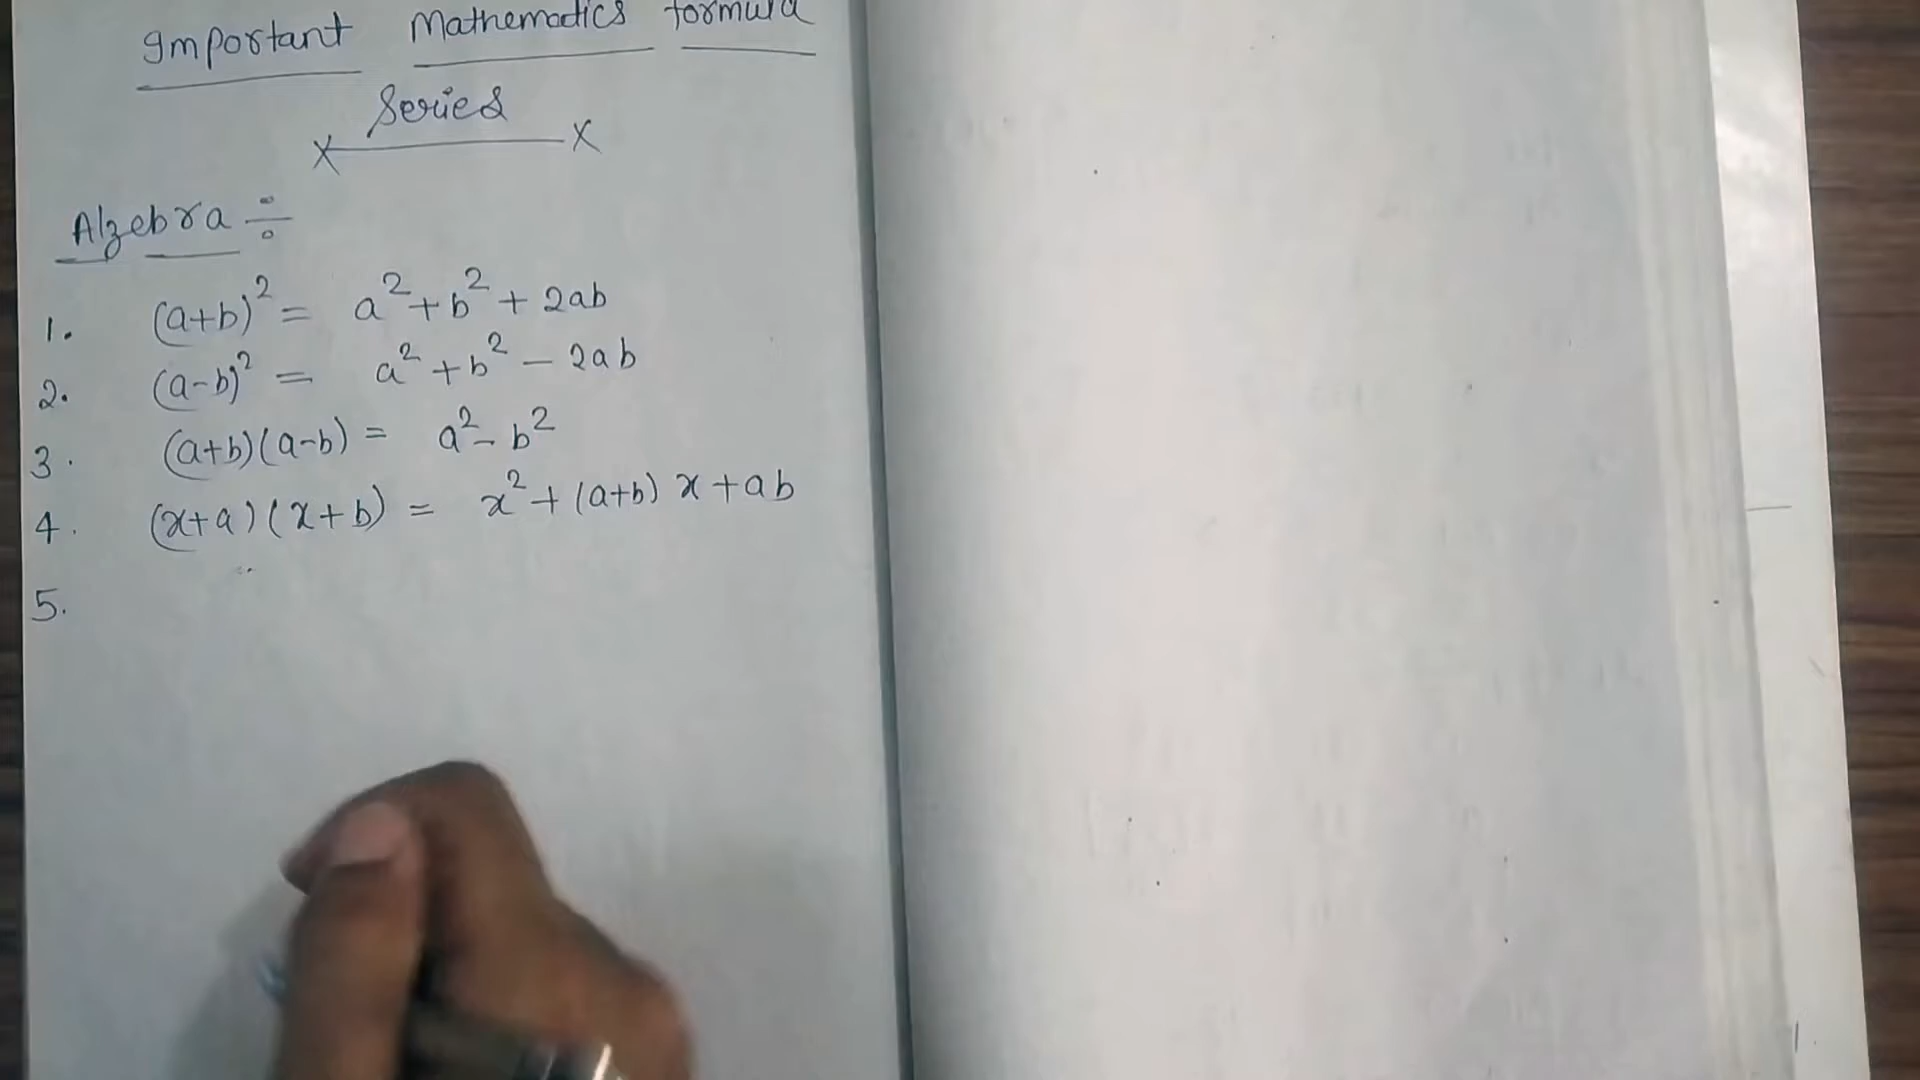 Important Mathematics formula
Series
Algebra ÷
1. (a+b)² = a² + b² + 2ab
2. (a-b)² = a² + b² - 2ab
3. (a+b)(a-b) = a² - b²
4. (x+a)(x+b) = x² + (a+b) x + ab
5.